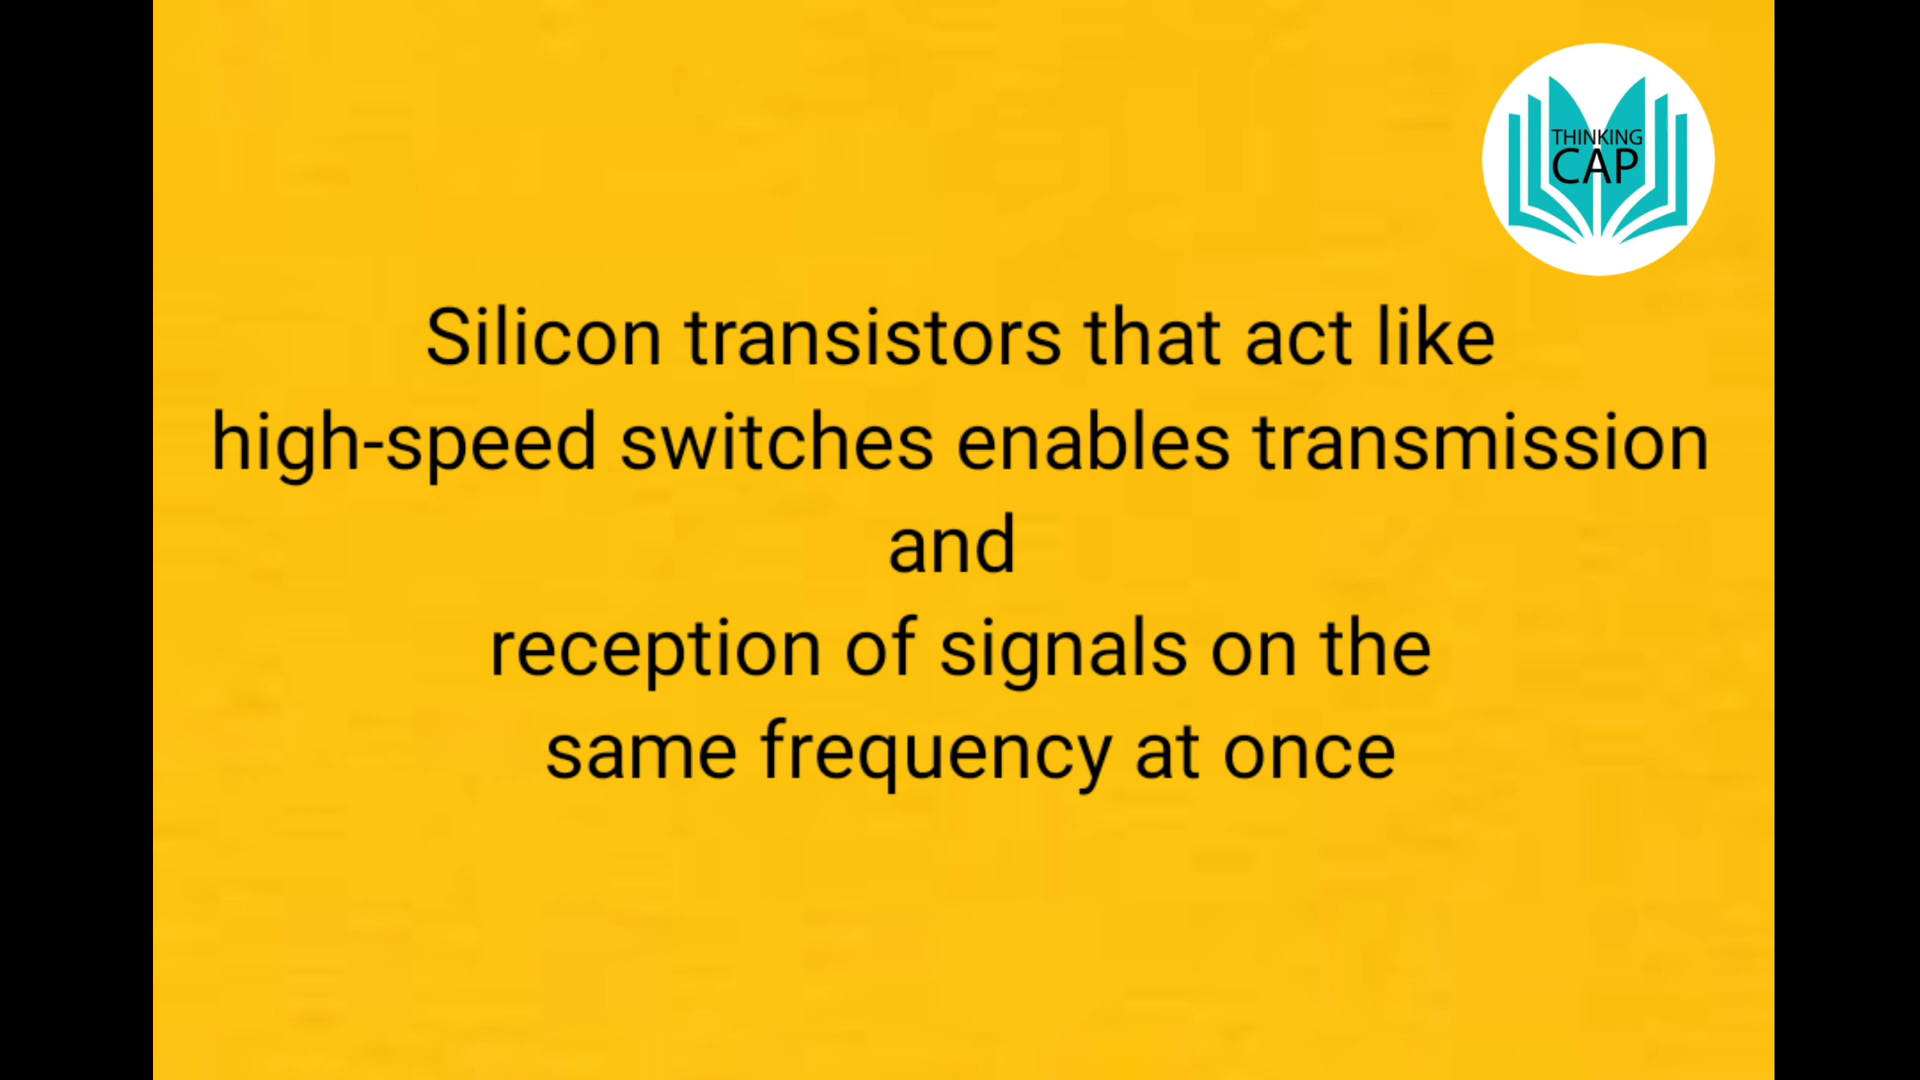 THINKING
CAP
Silicon transistors that act like
high-speed switches enables transmission
and
reception of signals on the
same frequency at once